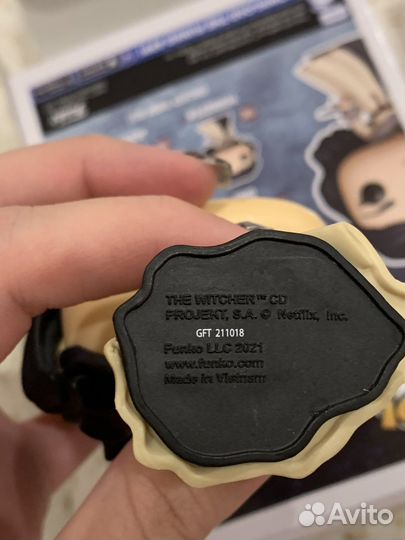 THE WITCHER™ CD
PROJEKT, S.A. © Netflix, Inc.
GFT 211018
Funko LLC 2021
www.funko.com
Made in Vietnam
Avito